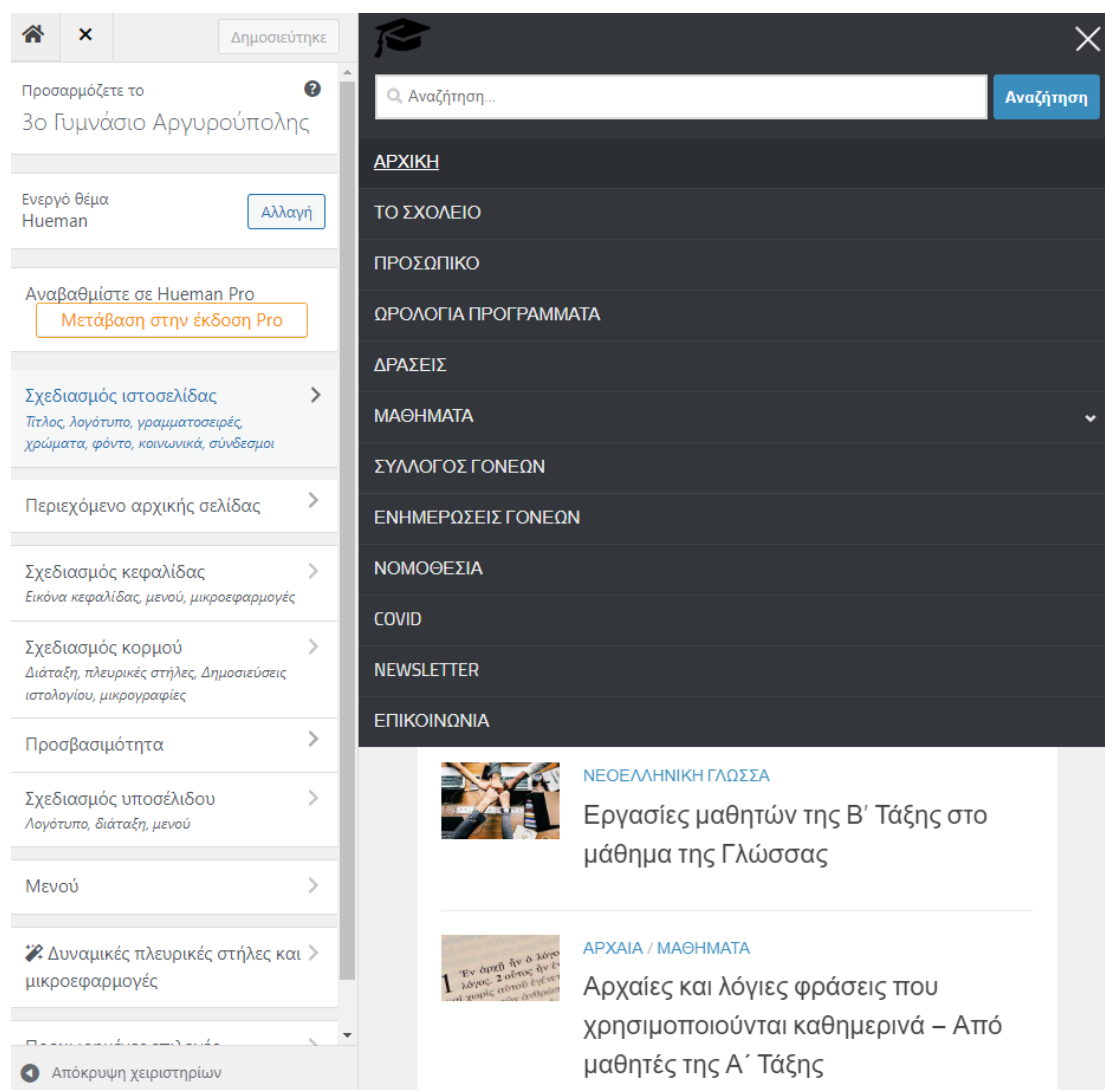 Δημοσιεύτηκε
Προσαρμόζετε το
3ο Γυμνάσιο Αργυρούπολης
Ενεργό θέμα
Hueman
Αλλαγή
Αναβαθμίστε σε Hueman Pro
Μετάβαση στην έκδοση Pro
Σχεδιασμός ιστοσελίδας
Τίτλος, λογότυπο, γραμματοσειρές,
χρώματα, φόντο, κοινωνικά, σύνδεσμοι
Περιεχόμενο αρχικής σελίδας
Σχεδιασμός κεφαλίδας
Εικόνα κεφαλίδας, μενού, μικροεφαρμογές
Σχεδιασμός κορμού
Διάταξη, πλευρικές στήλες, Δημοσιεύσεις
ιστολογίου, μικρογραφίες
Προσβασιμότητα
Σχεδιασμός υποσέλιδου
Λογότυπο, διάταξη, μενού
Μενού
Δυναμικές πλευρικές στήλες και
μικροεφαρμογές
Απόκρυψη χειριστηρίων
Αναζήτηση...
Αναζήτηση
ΑΡΧΙΚΗ
ΤΟ ΣΧΟΛΕΙΟ
ΠΡΟΣΩΠΙΚΟ
ΩΡΟΛΟΓΙΑ ΠΡΟΓΡΑΜΜΑΤΑ
ΔΡΑΣΕΙΣ
ΜΑΘΗΜΑΤΑ
ΣΥΛΛΟΓΟΣ ΓΟΝΕΩΝ
ΕΝΗΜΕΡΩΣΕΙΣ ΓΟΝΕΩΝ
ΝΟΜΟΘΕΣΙΑ
COVID
NEWSLETTER
ΕΠΙΚΟΙΝΩΝΙΑ
ΝΕΟΕΛΛΗΝΙΚΗ ΓΛΩΣΣΑ
Εργασίες μαθητών της Β΄ Τάξης στο
μάθημα της Γλώσσας
ΑΡΧΑΙΑ / ΜΑΘΗΜΑΤΑ
Αρχαίες και λόγιες φράσεις που
χρησιμοποιούνται καθημερινά – Από
μαθητές της Α΄ Τάξης